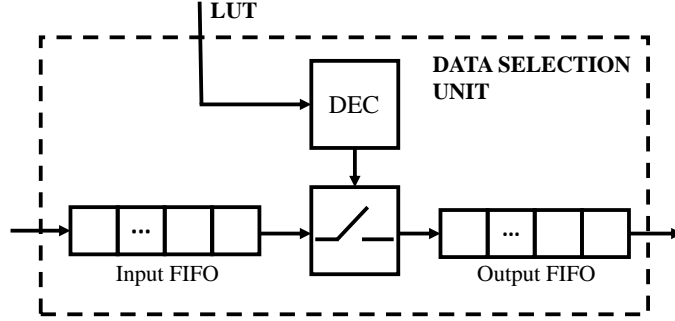 LUT
DATA SELECTION
UNIT
DEC
...
...
Input FIFO
Output FIFO